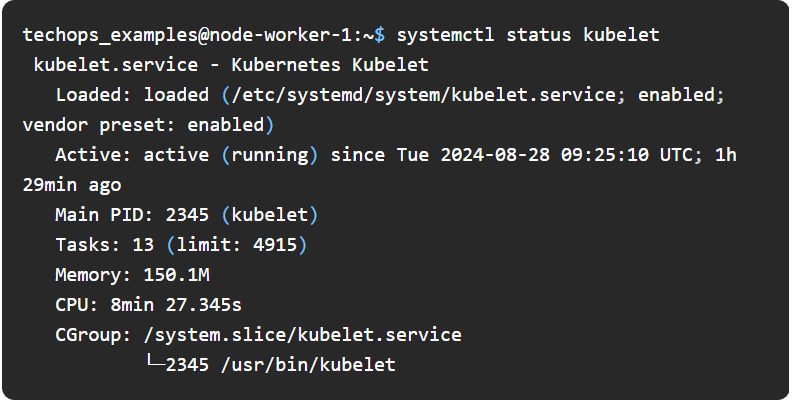 techops_examples@node-worker-1:~$ systemctl status kubelet
kubelet.service - Kubernetes Kubelet
Loaded: loaded (/etc/systemd/system/kubelet.service; enabled;
vendor preset: enabled)
Active: active (running) since Tue 2024-08-28 09:25:10 UTC; 1h
29min ago
Main PID: 2345 (kubelet)
Tasks: 13 (limit: 4915)
Memory: 150.1M
CPU: 8min 27.345s
CGroup: /system.slice/kubelet.service
└─2345 /usr/bin/kubelet